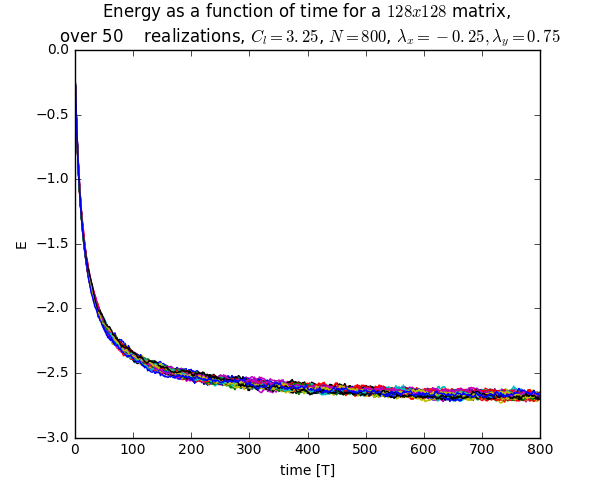 Energy as a function of time for a 128x128 matrix,
over 50 realizations, C_l = 3.25, N = 800, λ_x = −0.25, λ_y = 0.75
0.0
−0.5
−1.0
−1.5
−2.0
−2.5
−3.0
E
0 100 200 300 400 500 600 700 800
time [T]